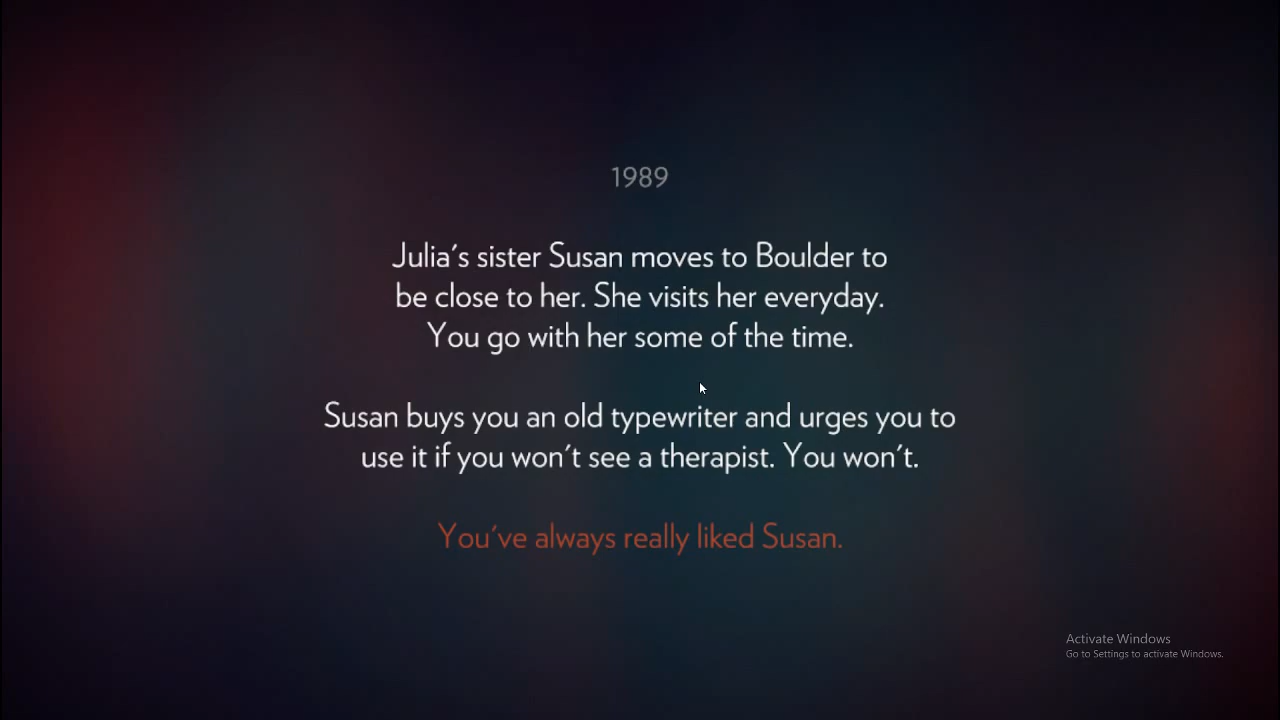 1989
Julia's sister Susan moves to Boulder to
be close to her. She visits her everyday.
You go with her some of the time.
Susan buys you an old typewriter and urges you to
use it if you won't see a therapist. You won't.
You've always really liked Susan.
Activate Windows
Go to Settings to activate Windows.